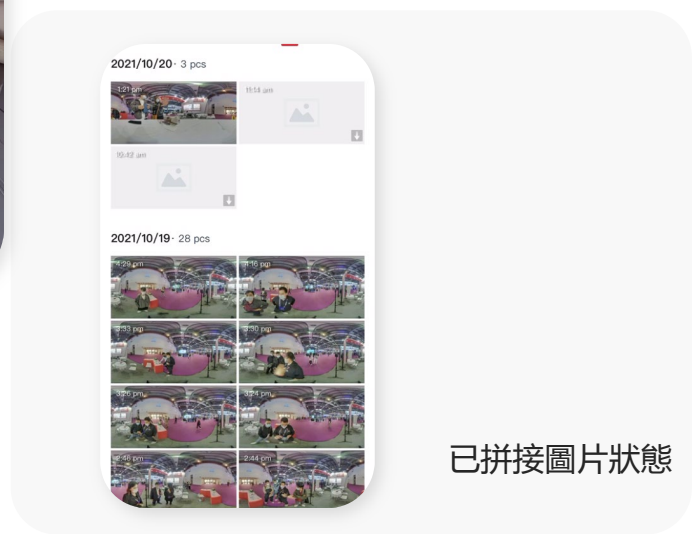 2021/10/20· 3 pcs
1:21 pm
11:14 am
10:42 am
2021/10/19· 28 pcs
4:29 pm
4:16 pm
3:33 pm
3:30 pm
3:26 pm
3:24 pm
2:46 pm
2:44 pm
已拼接圖片狀態